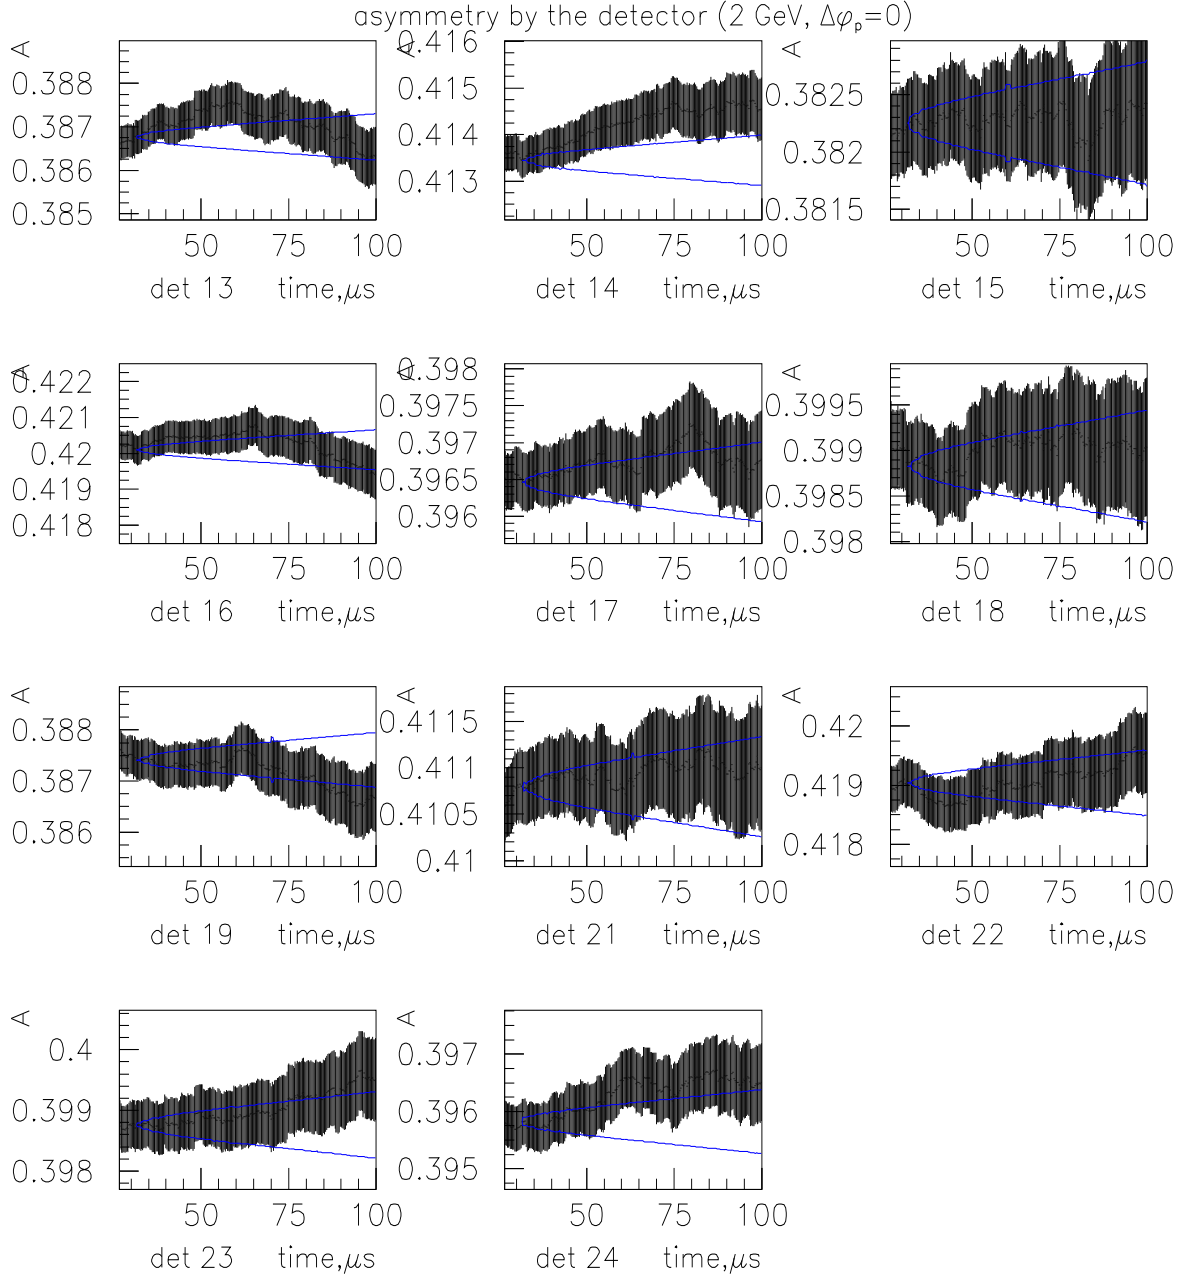 asymmetry by the detector (2 GeV, Δφp=0)
A
0.388
0.387
0.386
0.385
50 75 100
det 13 time,μs
A
0.416
0.415
0.414
0.413
50 75 100
det 14 time,μs
A
0.3825
0.382
0.3815
50 75 100
det 15 time,μs
A
0.422
0.421
0.42
0.419
0.418
50 75 100
det 16 time,μs
A
0.398
0.3975
0.397
0.3965
0.396
50 75 100
det 17 time,μs
A
0.3995
0.399
0.3985
0.398
50 75 100
det 18 time,μs
A
0.388
0.387
0.386
50 75 100
det 19 time,μs
A
0.4115
0.411
0.4105
0.41
50 75 100
det 21 time,μs
A
0.42
0.419
0.418
50 75 100
det 22 time,μs
A
0.4
0.399
0.398
50 75 100
det 23 time,μs
A
0.397
0.396
0.395
50 75 100
det 24 time,μs